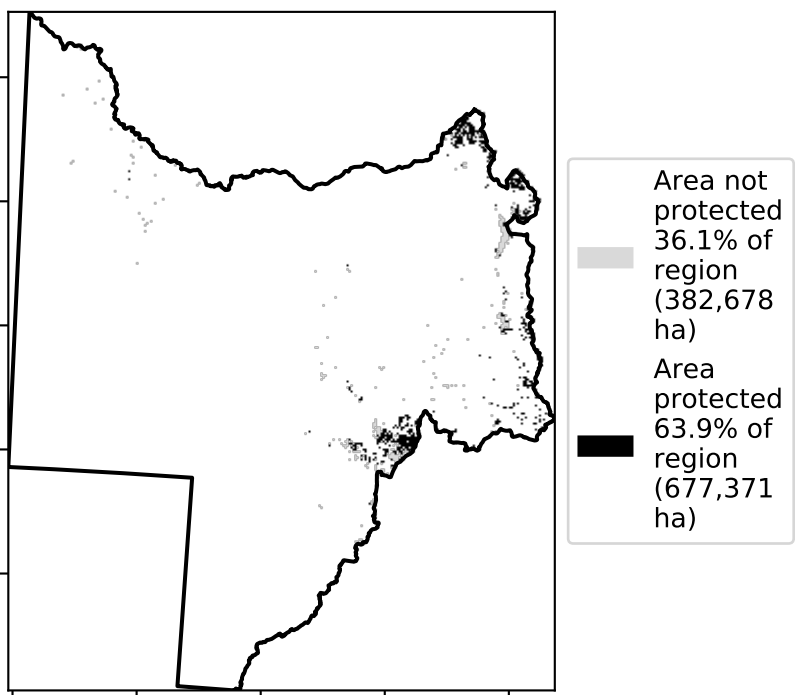 Area not
protected
36.1% of
region
(382,678
ha)
Area
protected
63.9% of
region
(677,371
ha)